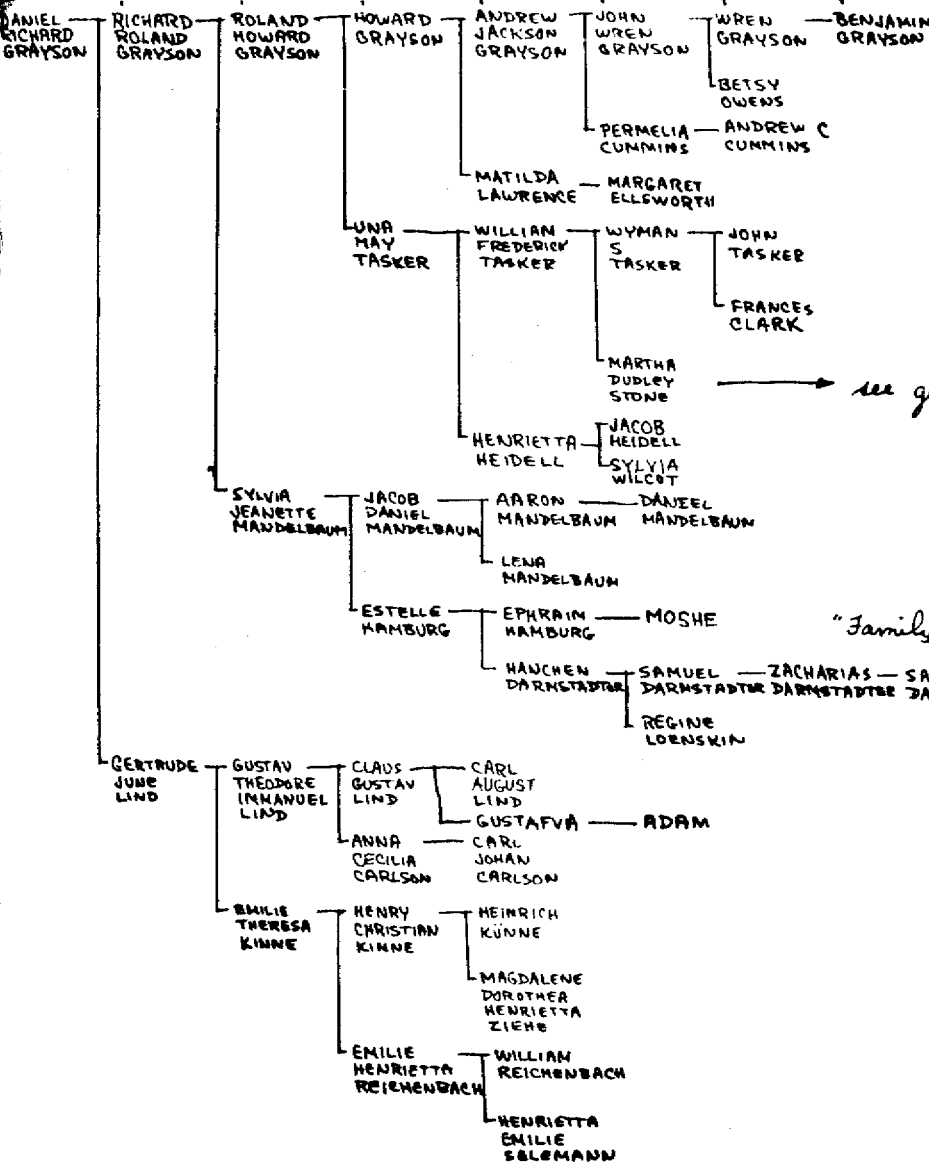 DANIEL
RICHARD
GRAYSON
RICHARD
ROLAND
GRAYSON
ROLAND
HOWARD
GRAYSON
HOWARD
GRAYSON
ANDREW
JACKSON
GRAYSON
JOHN
WREN
GRAYSON
WREN
GRAYSON
BENJAMIN
GRAYSON
BETSY
OWENS
PERMELIA
CUMMINS
ANDREW C
CUMMINS
MATILDA
LAWRENCE
MARGARET
ELLSWORTH
UNA
MAY
TASKER
WILLIAN
FREDERICK
TASKER
WYMAN
S
TASKER
JOHN
TASKER
FRANCES
CLARK
MARTHA
DUDLEY
STONE
see
HENRIETTA
HEIDELL
JACOB
HEIDELL
SYLVIA
WILCOT
SYLVIA
JEANETTE
MANDELBAUM
JACOB
DANIEL
MANDELBAUM
AARON
MANDELBAUM
DANIEL
MANDELBAUM
LENA
MANDELBAUM
ESTELLE
HAMBURG
EPHRAIM
HAMBURG
MOSHE
"Family
HANCHEN
DARMSTADTER
SAMUEL
DARMSTADTER
ZACHARIAS
DARMSTADTER
SA
DA
REGINE
LOENSKIN
GERTRUDE
JUNE
LIND
GUSTAV
THEODORE
IMMANUEL
LIND
CLAUS
GUSTAV
LIND
CARL
AUGUST
LIND
GUSTAFVA
ADAM
ANNA
CECILIA
CARLSON
CARL
JOHAN
CARLSON
EMILIE
THERESA
KINNE
HENRY
CHRISTIAN
KINNE
HEINRICH
KÜNNE
MAGDALENE
DOROTHEA
HENRIETTA
ZIEHE
EMILIE
HENRIETTA
REICHENBACH
WILLIAM
REICHENBACH
HENRIETTA
EMILIE
SELEMANN